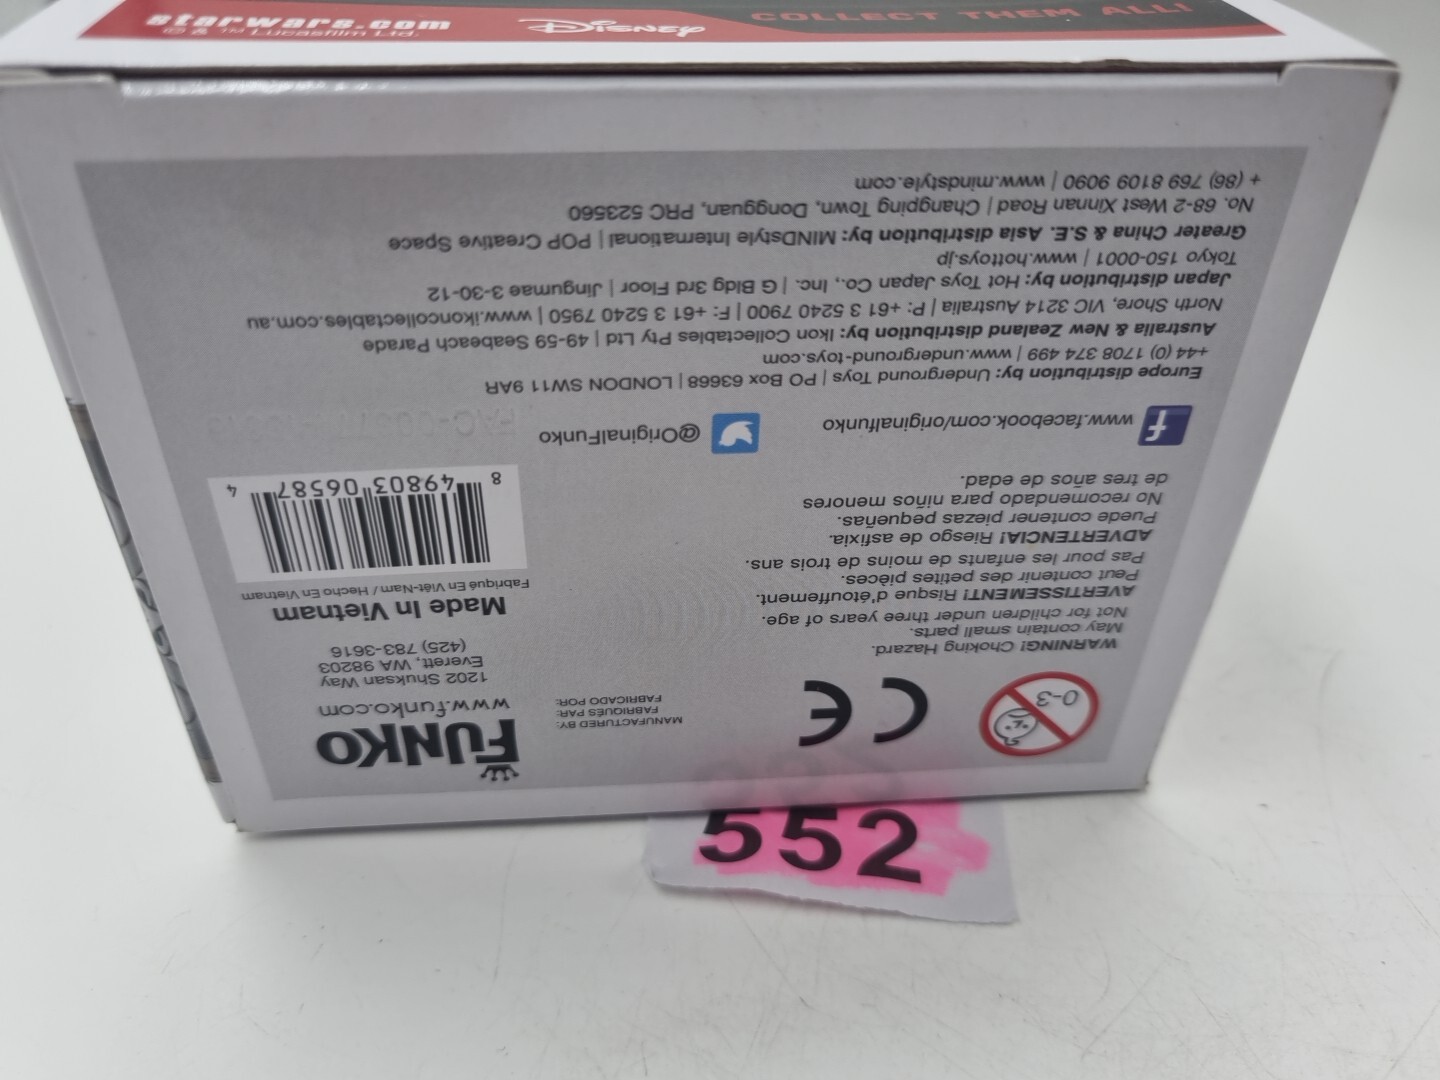 starwars.com
© & ™ Lucasfilm Ltd.
Disney
COLLECT THEM ALL!
FUNKO
www.funko.com
1202 Shuksan Way
Everett, WA 98203
(425) 783-3616
Made In Vietnam
Fabriqué En Viêt-Nam / Hecho En Vietnam
8 49803 06587 4
MANUFACTURED BY:
FABRIQUÉS PAR:
FABRICADO POR:
CE
0-3
WARNING! Choking Hazard.
May contain small parts.
Not for children under three years of age.
AVERTISSEMENT! Risque d'étouffement.
Peut contenir des petites pièces.
Pas pour les enfants de moins de trois ans.
ADVERTENCIA! Riesgo de asfixia.
Puede contener piezas pequeñas.
No recomendado para niños menores
de tres años de edad.
www.facebook.com/originalfunko
@OriginalFunko
Europe distribution by: Underground Toys | PO Box 63668 | LONDON SW11 9AR
+44 (0) 1708 374 499 | www.underground-toys.com
Australia & New Zealand distribution by: Ikon Collectables Pty Ltd | 49-59 Seabeach Parade
North Shore, VIC 3214 Australia | P: +61 3 5240 7900 | F: +61 3 5240 7950 | www.ikoncollectables.com.au
Japan distribution by: Hot Toys Japan Co., Inc. | G Bldg 3rd Floor | Jingumae 3-30-12
Tokyo 150-0001 | www.hottoys.jp
Greater China & S.E. Asia distribution by: MINDstyle International | POP Creative Space
No. 68-2 West Xinnan Road | Changping Town, Dongguan, PRC 523560
+ (86) 769 8109 9090 | www.mindstyle.com
552